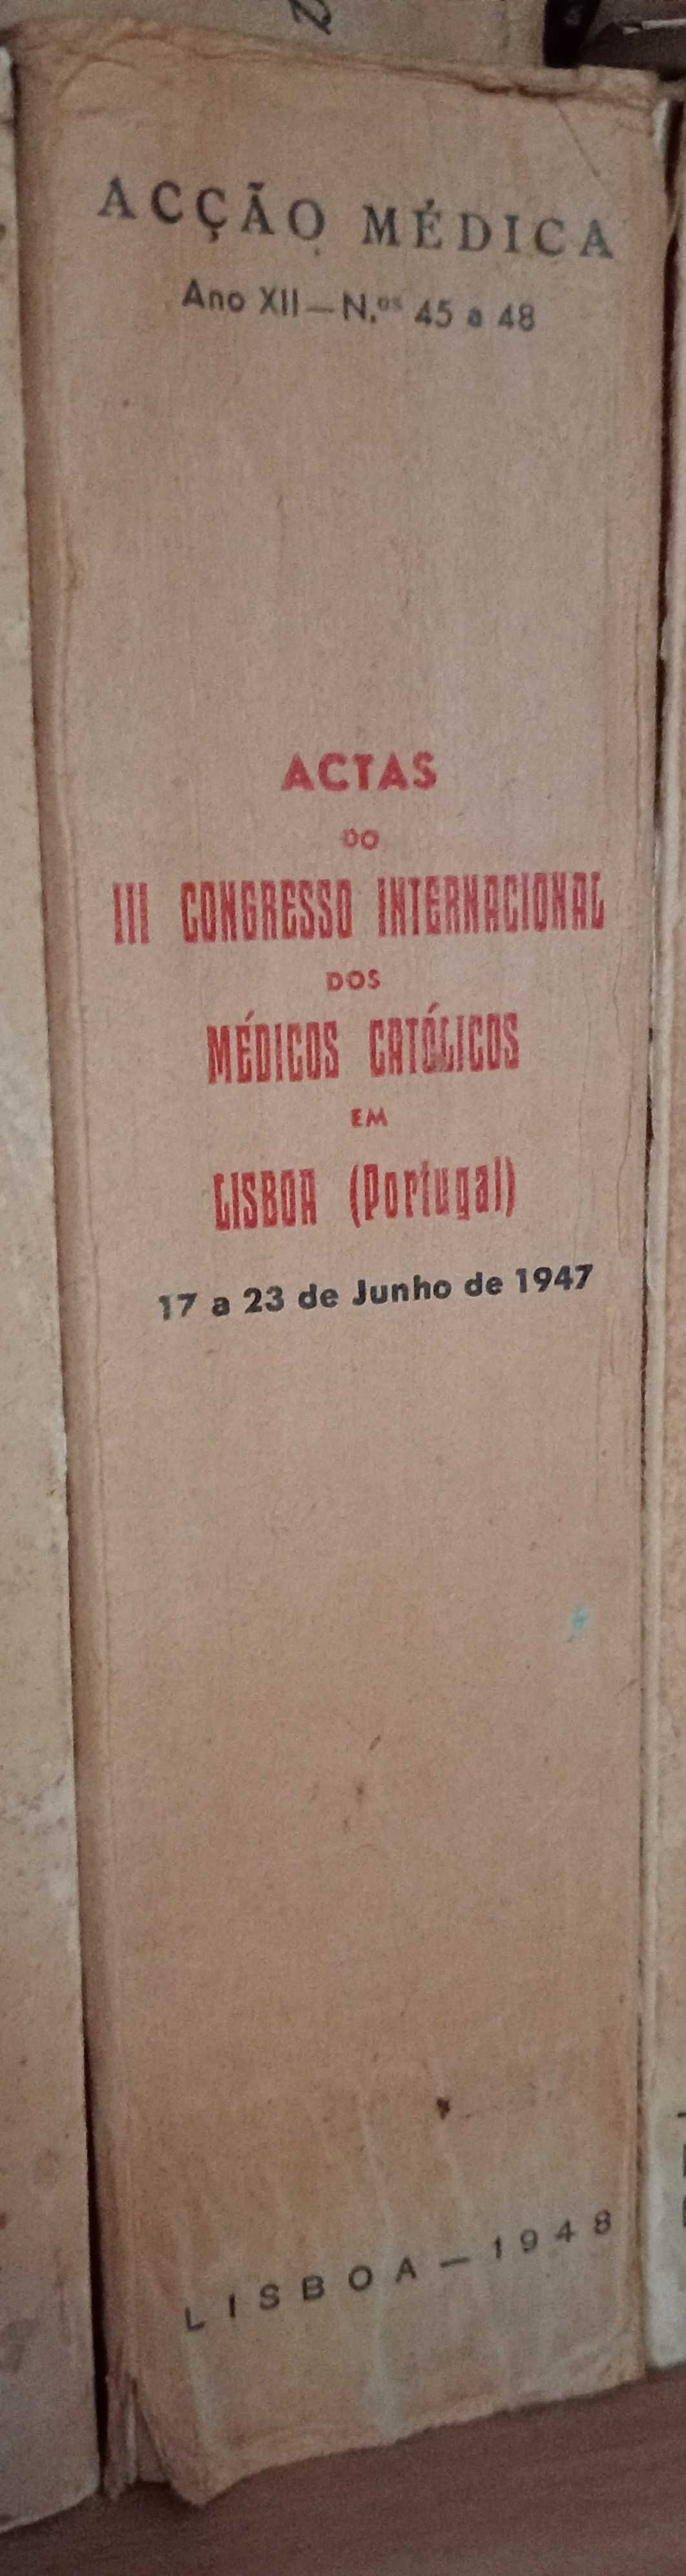 ACÇÃO MÉDICA
Ano XII — N.os 45 a 48
ACTAS
DO
III CONGRESSO INTERNACIONAL
DOS
MÉDICOS CATÓLICOS
EM
LISBOA (Portugal)
17 a 23 de Junho de 1947
LISBOA — 1948